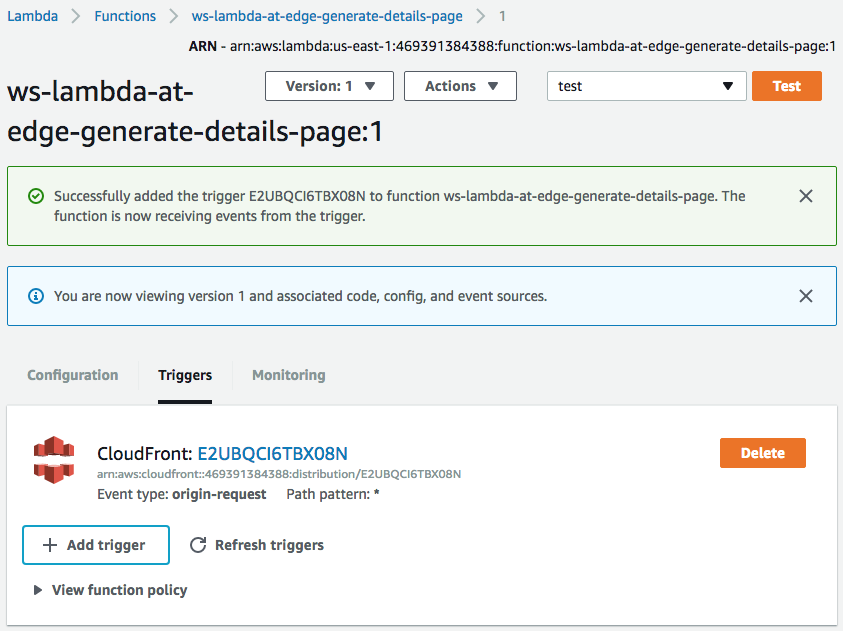 Lambda > Functions > ws-lambda-at-edge-generate-details-page > 1
ARN - arn:aws:lambda:us-east-1:469391384388:function:ws-lambda-at-edge-generate-details-page:1
ws-lambda-at-
edge-generate-details-page:1
Version: 1
Actions
test
Test
Successfully added the trigger E2UBQCI6TBX08N to function ws-lambda-at-edge-generate-details-page. The
function is now receiving events from the trigger.
You are now viewing version 1 and associated code, config, and event sources.
Configuration
Triggers
Monitoring
CloudFront: E2UBQCI6TBX08N
arn:aws:cloudfront::469391384388:distribution/E2UBQCI6TBX08N
Event type: origin-request Path pattern: *
Delete
Add trigger
Refresh triggers
View function policy